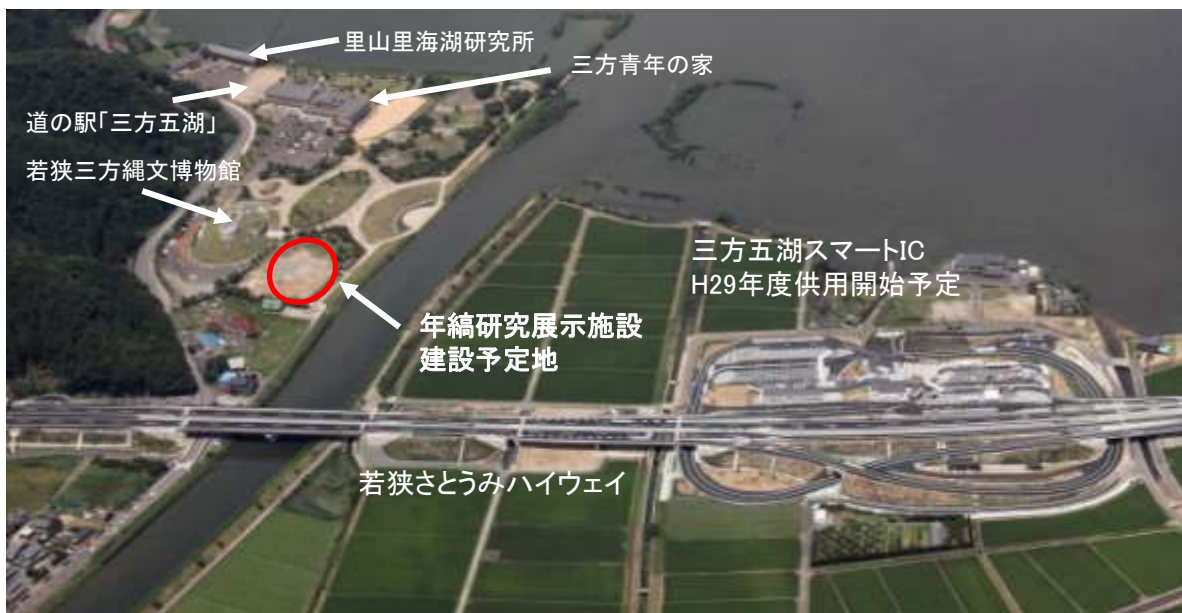 里山里海湖研究所
三方青年の家
道の駅「三方五湖」
若狭三方縄文博物館
三方五湖スマートIC
H29年度供用開始予定
年縞研究展示施設
建設予定地
若狭さとうみハイウェイ